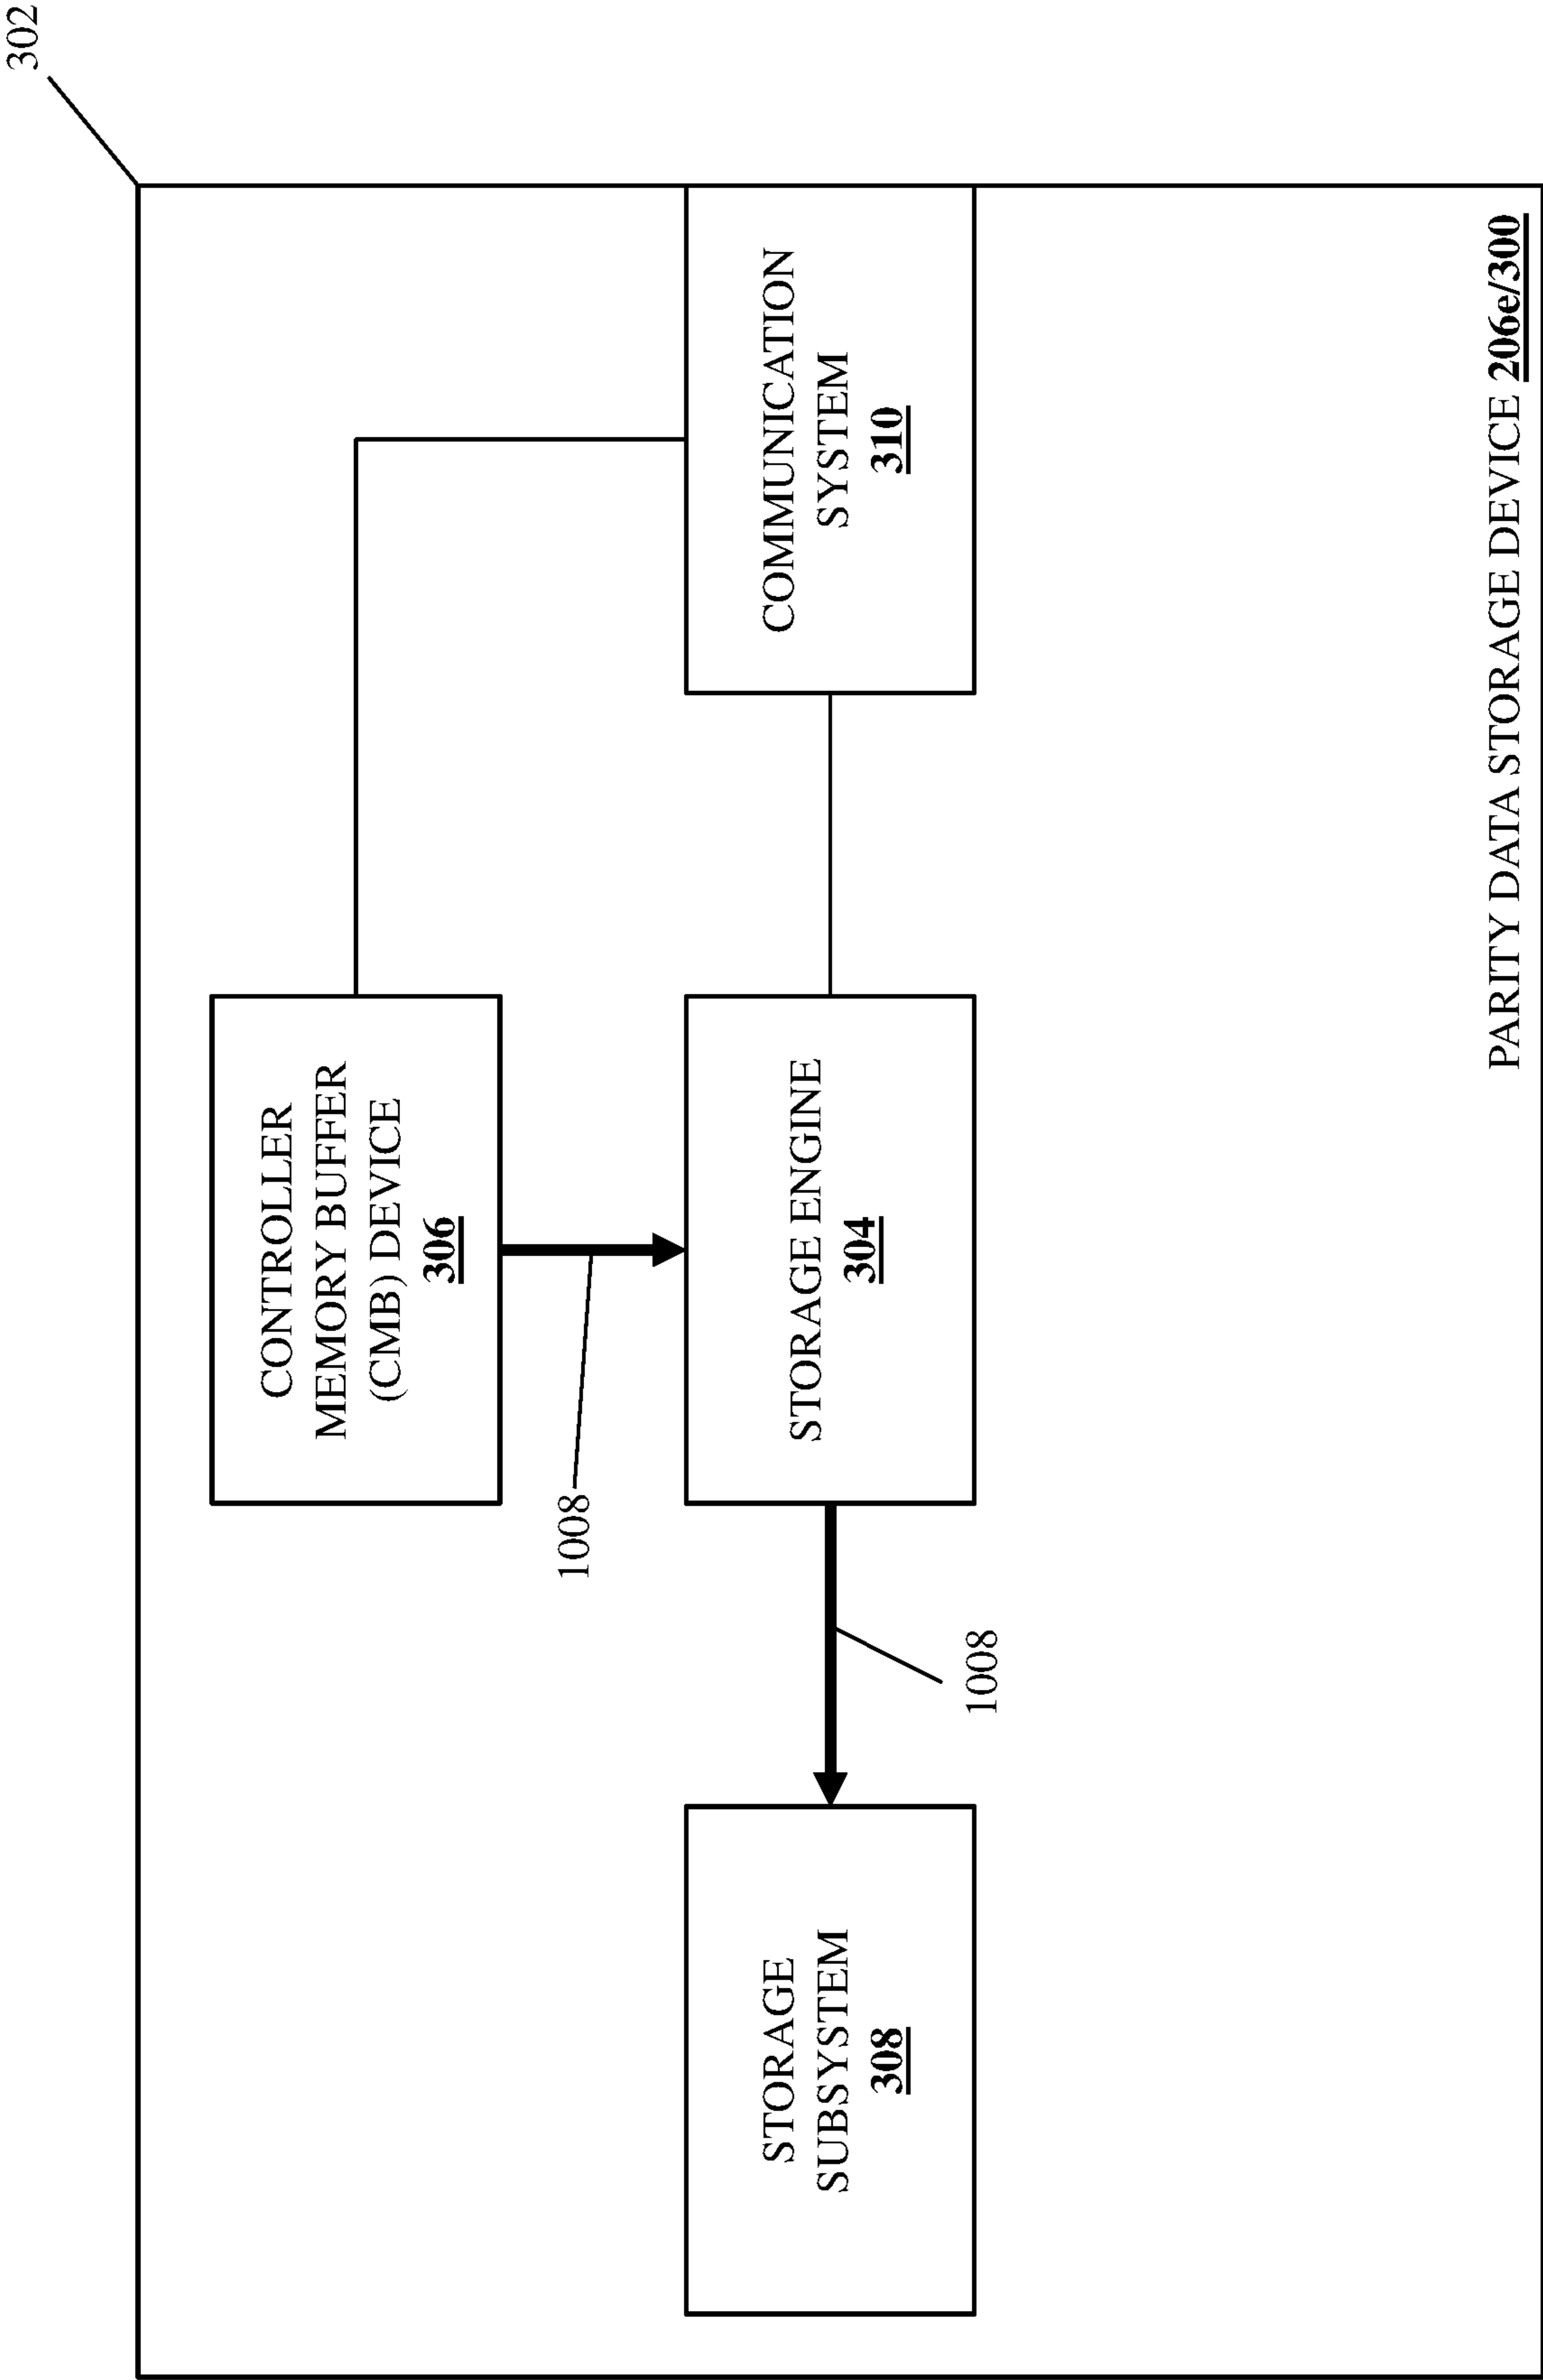 302
CONTROLLER
MEMORY BUFFER
(CMB) DEVICE
306
1008
STORAGE
SUBSYSTEM
308
1008
STORAGE ENGINE
304
COMMUNICATION
SYSTEM
310
PARITY DATA STORAGE DEVICE 206e/300